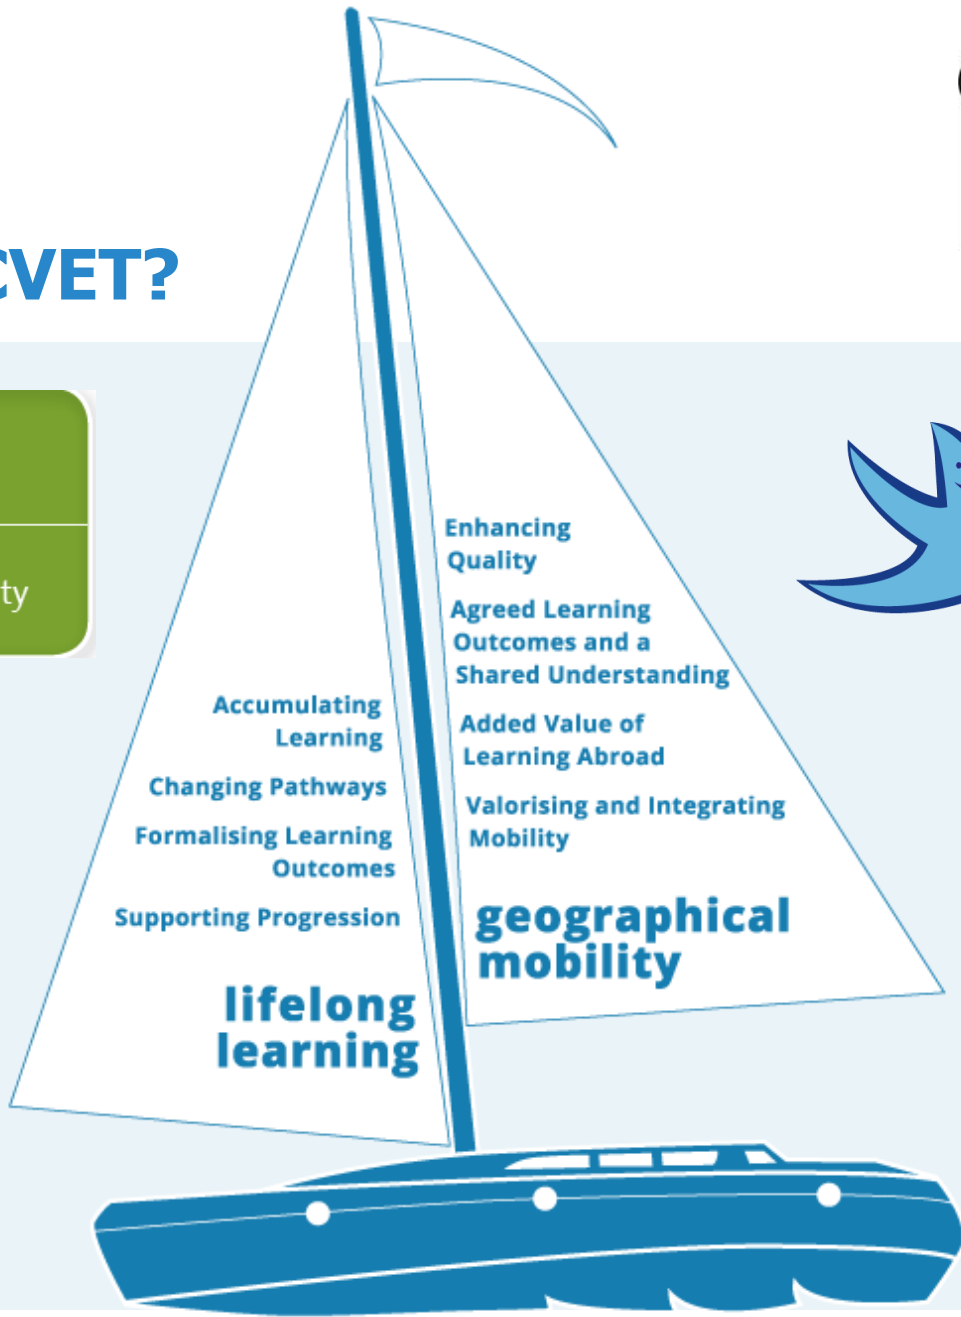 CVET?
ty
Enhancing
Quality
Agreed Learning
Outcomes and a
Shared Understanding
Added Value of
Learning Abroad
Valorising and Integrating
Mobility
geographical
mobility
Accumulating
Learning
Changing Pathways
Formalising Learning
Outcomes
Supporting Progression
lifelong
learning